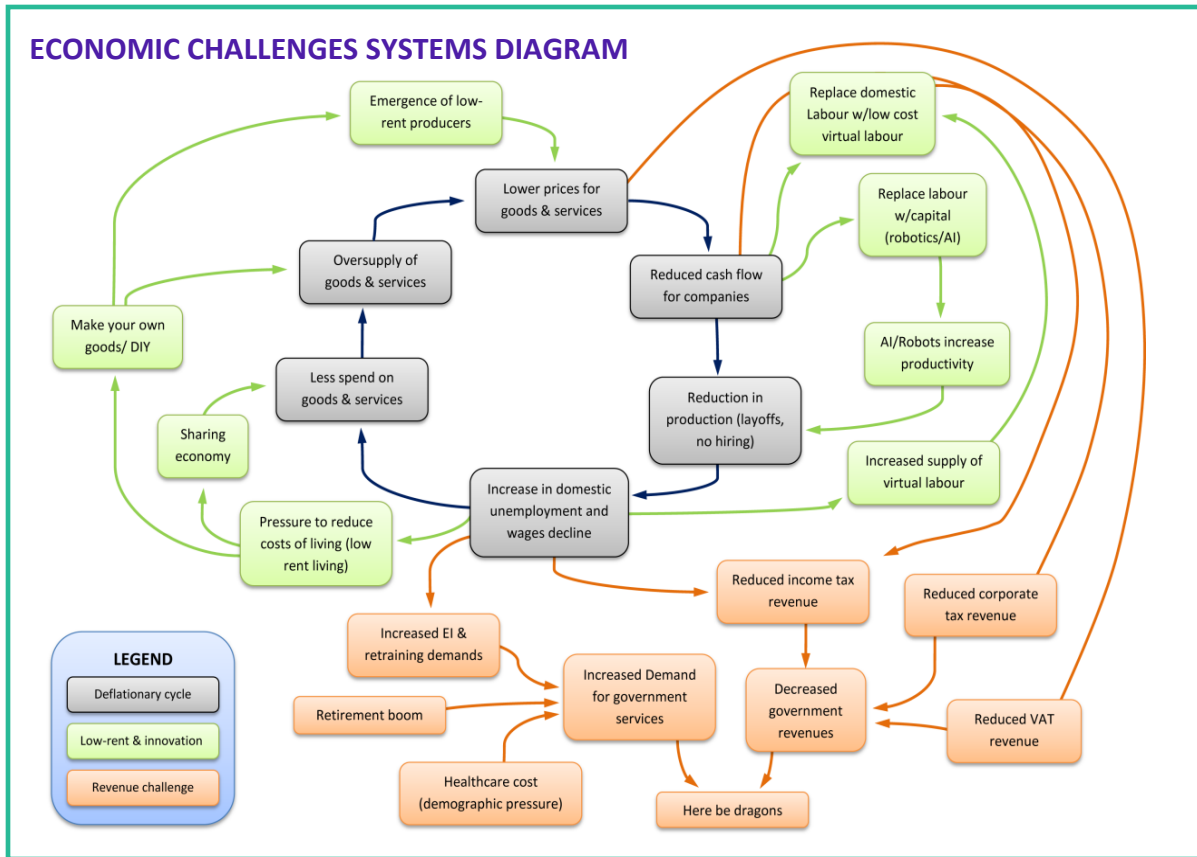 ECONOMIC CHALLENGES SYSTEMS DIAGRAM
Emergence of low-
rent producers
Replace domestic
Labour w/low cost
virtual labour
Lower prices for
goods & services
Replace labour
w/capital
(robotics/AI)
Oversupply of
goods & services
Reduced cash flow
for companies
Make your own
goods/ DIY
AI/Robots increase
productivity
Less spend on
goods & services
Reduction in
production (layoffs,
no hiring)
Sharing
economy
Increased supply of
virtual labour
Increase in domestic
unemployment and
wages decline
Pressure to reduce
costs of living (low
rent living)
Reduced income tax
revenue
Reduced corporate
tax revenue
Increased EI &
retraining demands
Increased Demand
for government
services
Decreased
government
revenues
Retirement boom
Reduced VAT
revenue
Healthcare cost
(demographic pressure)
Here be dragons
LEGEND
Deflationary cycle
Low-rent & innovation
Revenue challenge